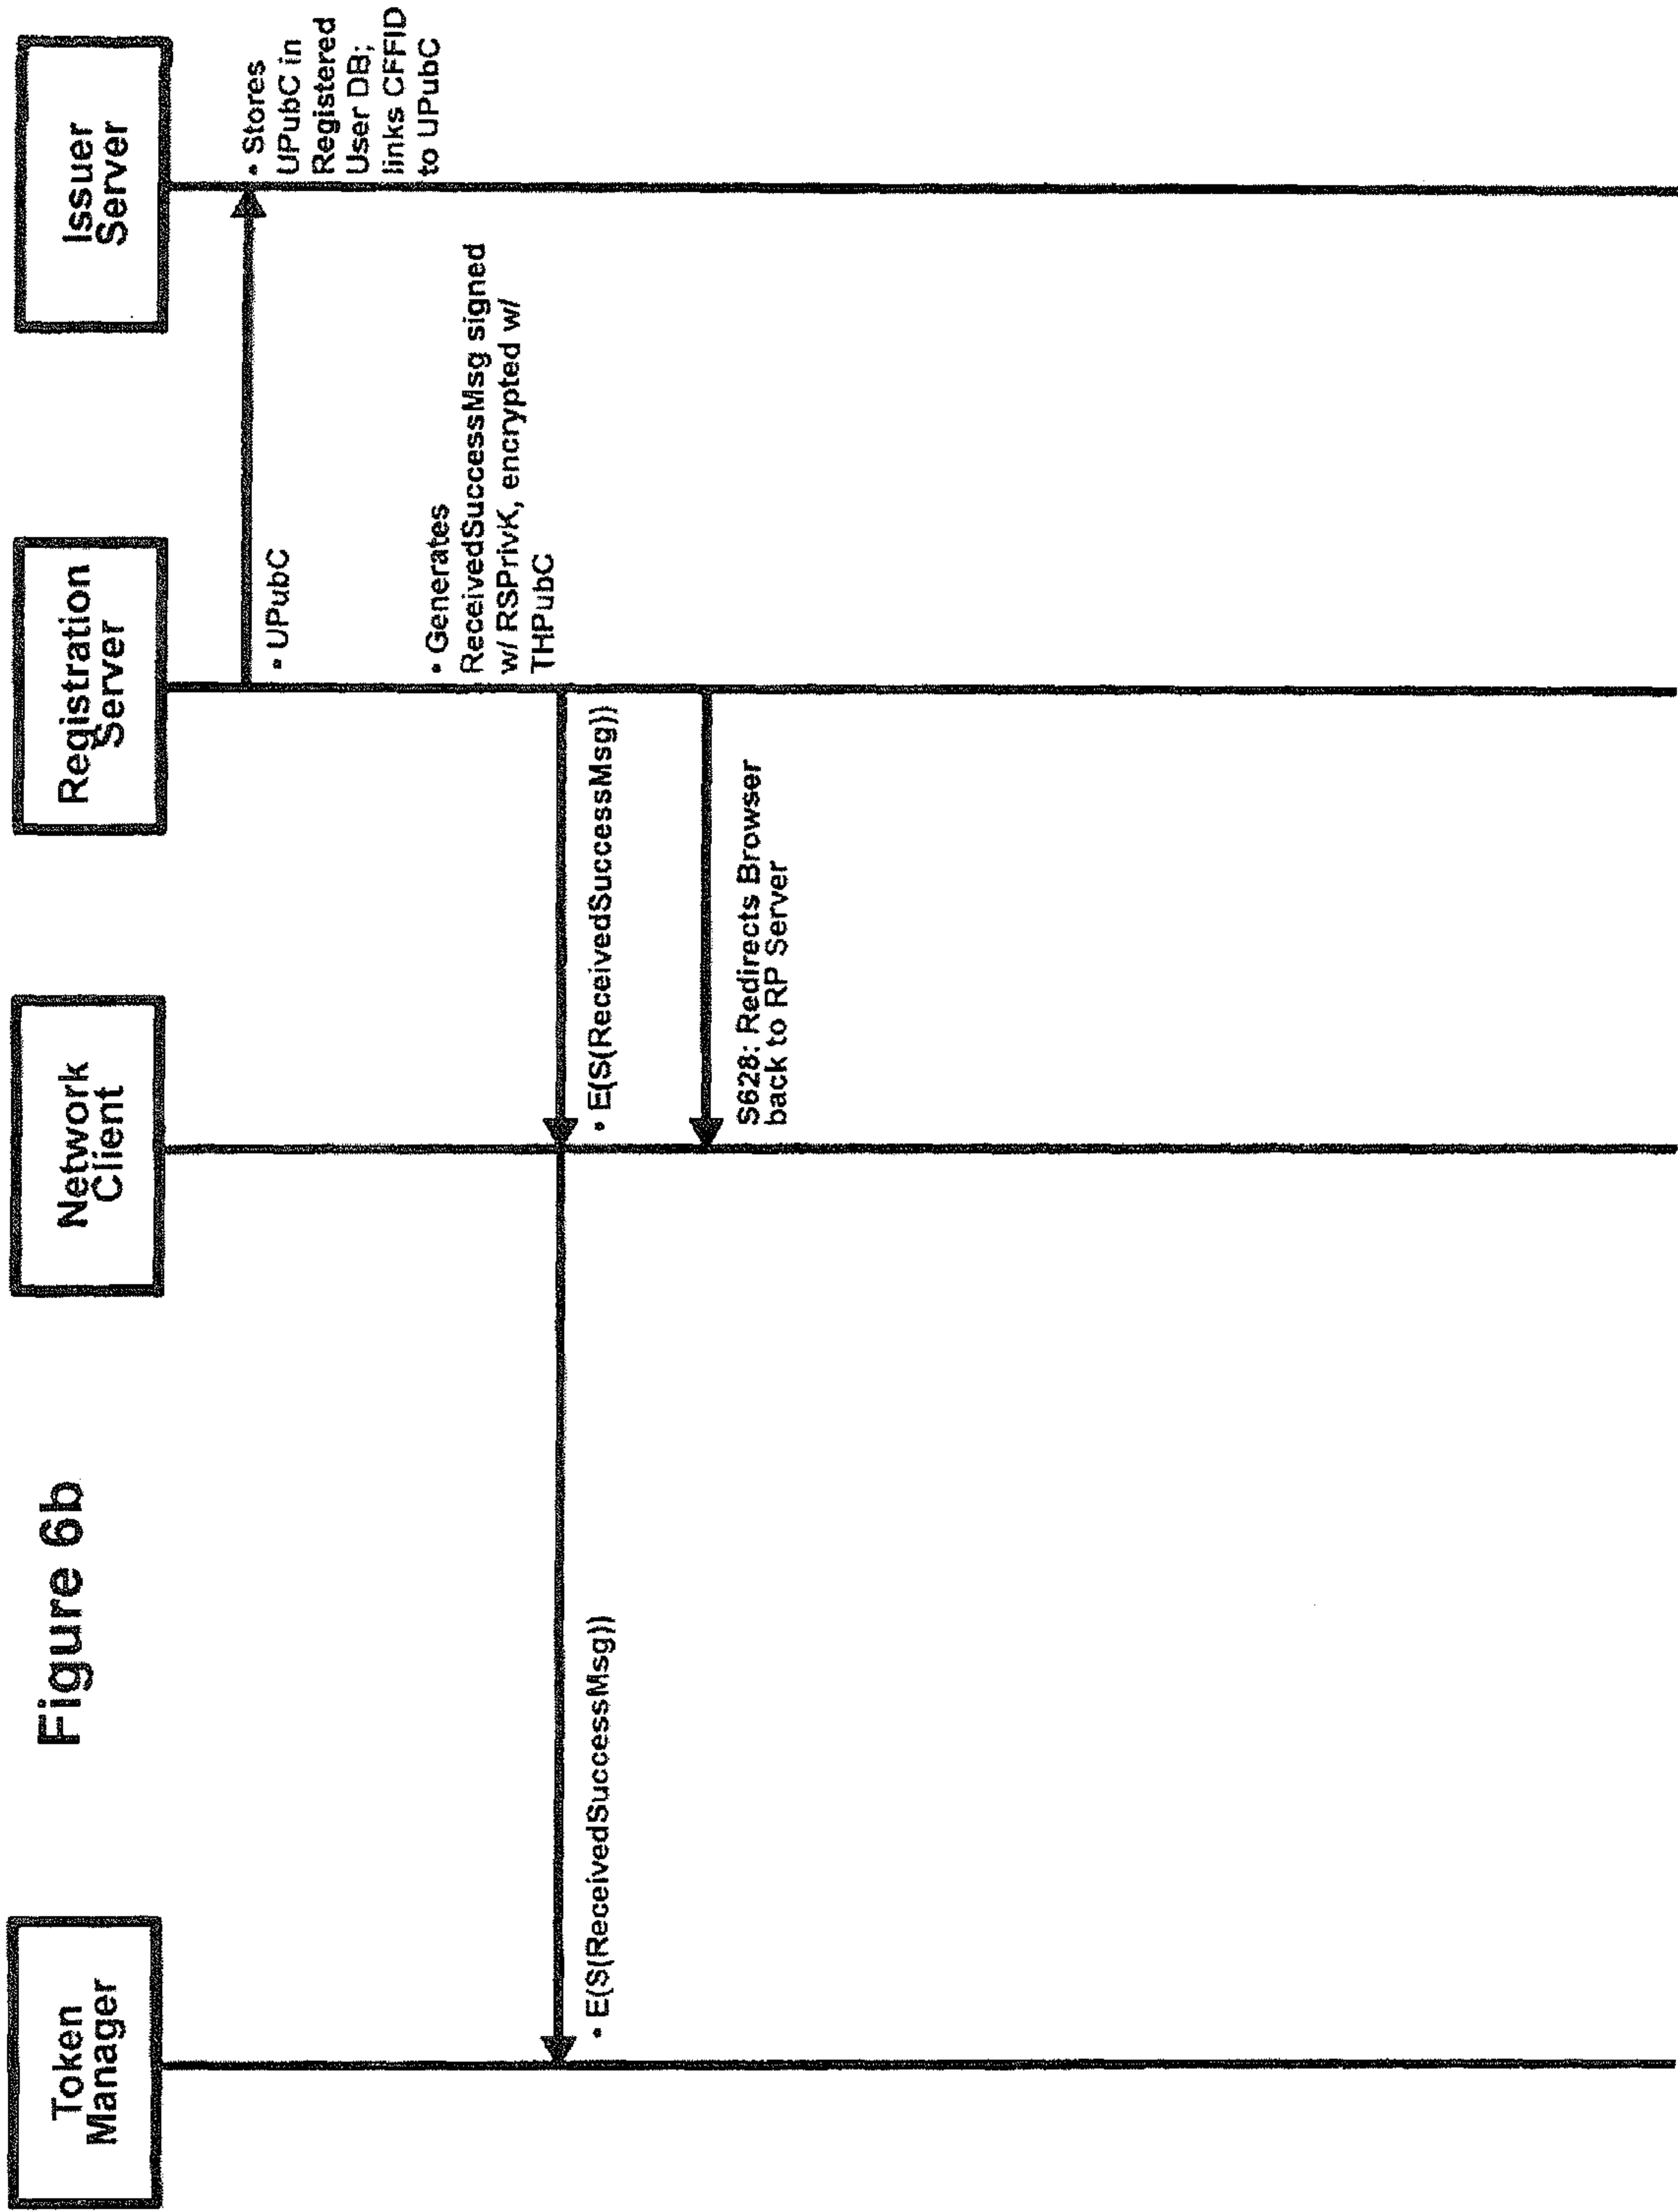 Figure 6b
Token
Manager
Network
Client
Registration
Server
Issuer
Server
• UPubC
• Stores
UPubC in
Registered
User DB;
links CFFID
to UPubC
• Generates
ReceivedSuccessMsg signed
w/ RSPrivK, encrypted w/
THPubC
• E(S(ReceivedSuccessMsg))
• E(S(ReceivedSuccessMsg))
S628: Redirects Browser
back to RP Server